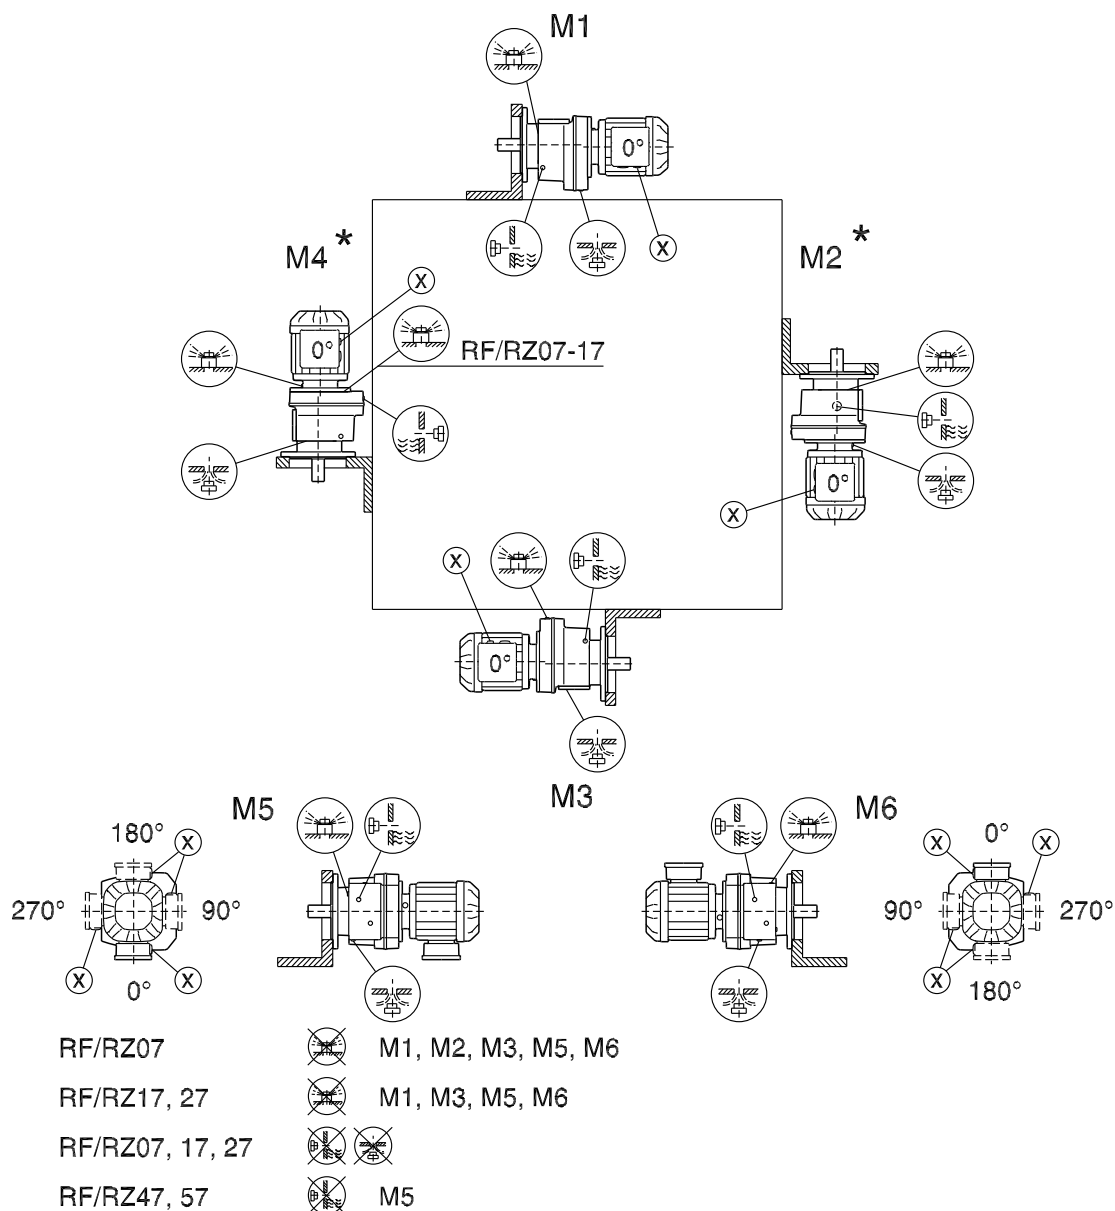 M1
0°
X
M4 *
M2 *
X
0°
RF/RZ07-17
0°
X
X
0°
M3
M5
M6
180°
X
270°
90°
X
0°
X
X
0°
X
90°
270°
X
180°
RF/RZ07 M1, M2, M3, M5, M6
RF/RZ17, 27 M1, M3, M5, M6
RF/RZ07, 17, 27
RF/RZ47, 57 M5